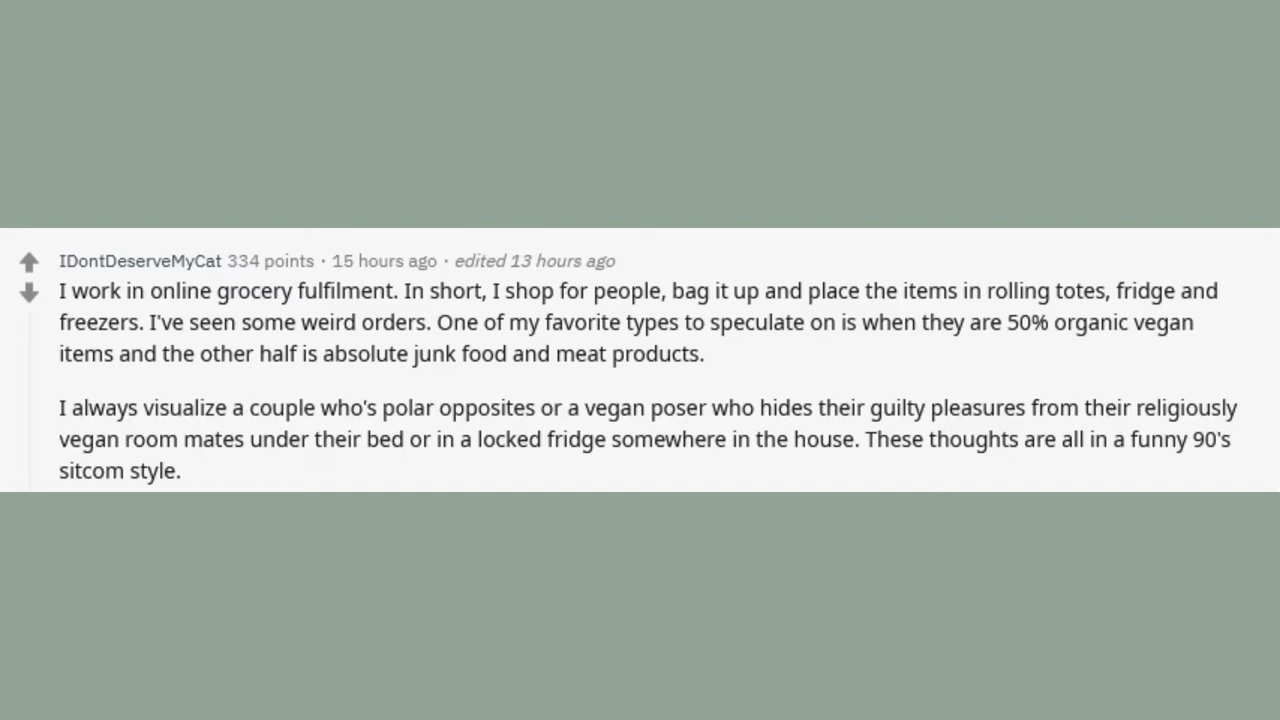 IDontDeserveMyCat 334 points · 15 hours ago · edited 13 hours ago
I work in online grocery fulfilment. In short, I shop for people, bag it up and place the items in rolling totes, fridge and
freezers. I've seen some weird orders. One of my favorite types to speculate on is when they are 50% organic vegan
items and the other half is absolute junk food and meat products.
I always visualize a couple who's polar opposites or a vegan poser who hides their guilty pleasures from their religiously
vegan room mates under their bed or in a locked fridge somewhere in the house. These thoughts are all in a funny 90's
sitcom style.